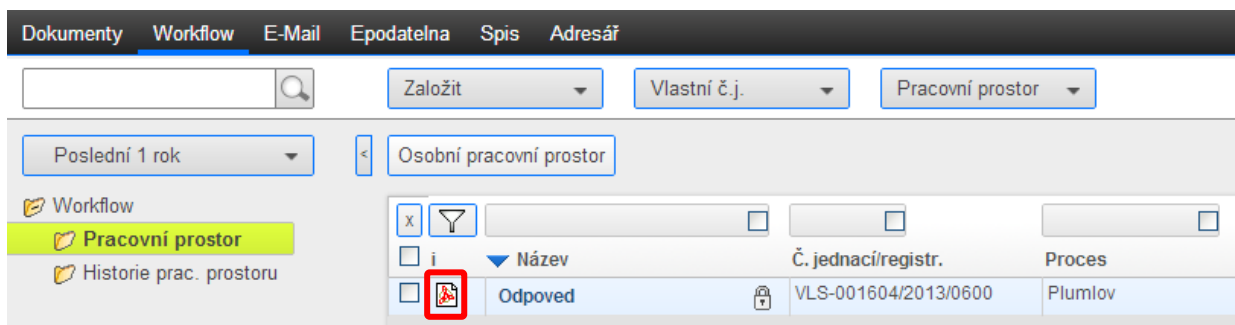 Dokumenty Workflow E-Mail Epodatelna Spis Adresář
Založit Vlastní č.j. Pracovní prostor
Poslední 1 rok < Osobní pracovní prostor
Workflow
Pracovní prostor
Historie prac. prostoru
x
i Název Č. jednací/registr. Proces
Odpoved VLS-001604/2013/0600 Plumlov